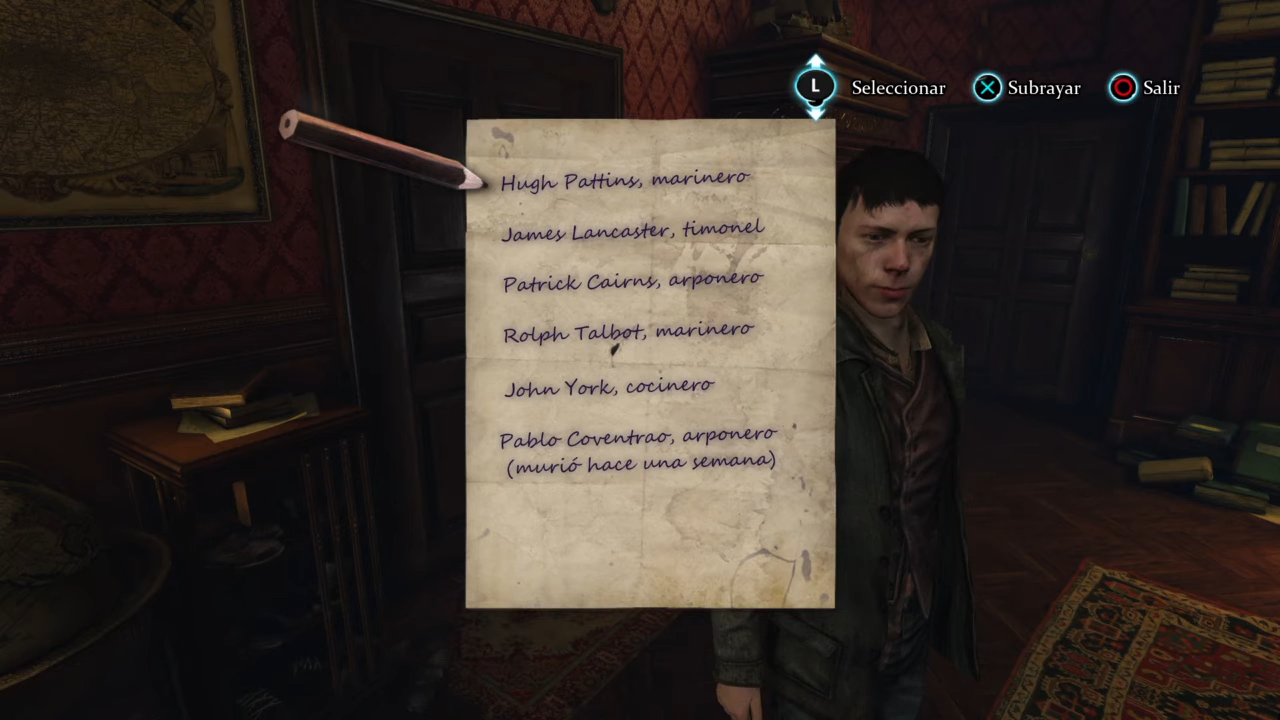 L Seleccionar Subrayar Salir
Hugh Pattins, marinero
James Lancaster, timonel
Patrick Cairns, arponero
Rolph Talbot, marinero
John York, cocinero
Pablo Coventrao, arponero
(murió hace una semana)